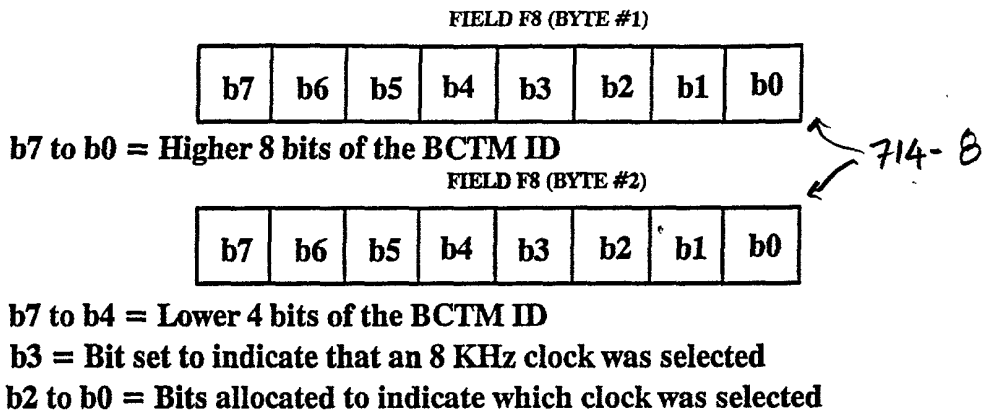 FIELD F8 (BYTE #1)
b7 b6 b5 b4 b3 b2 b1 b0
b7 to b0 = Higher 8 bits of the BCTM ID
714-8
FIELD F8 (BYTE #2)
b7 b6 b5 b4 b3 b2 b1 b0
b7 to b4 = Lower 4 bits of the BCTM ID
b3 = Bit set to indicate that an 8 KHz clock was selected
b2 to b0 = Bits allocated to indicate which clock was selected